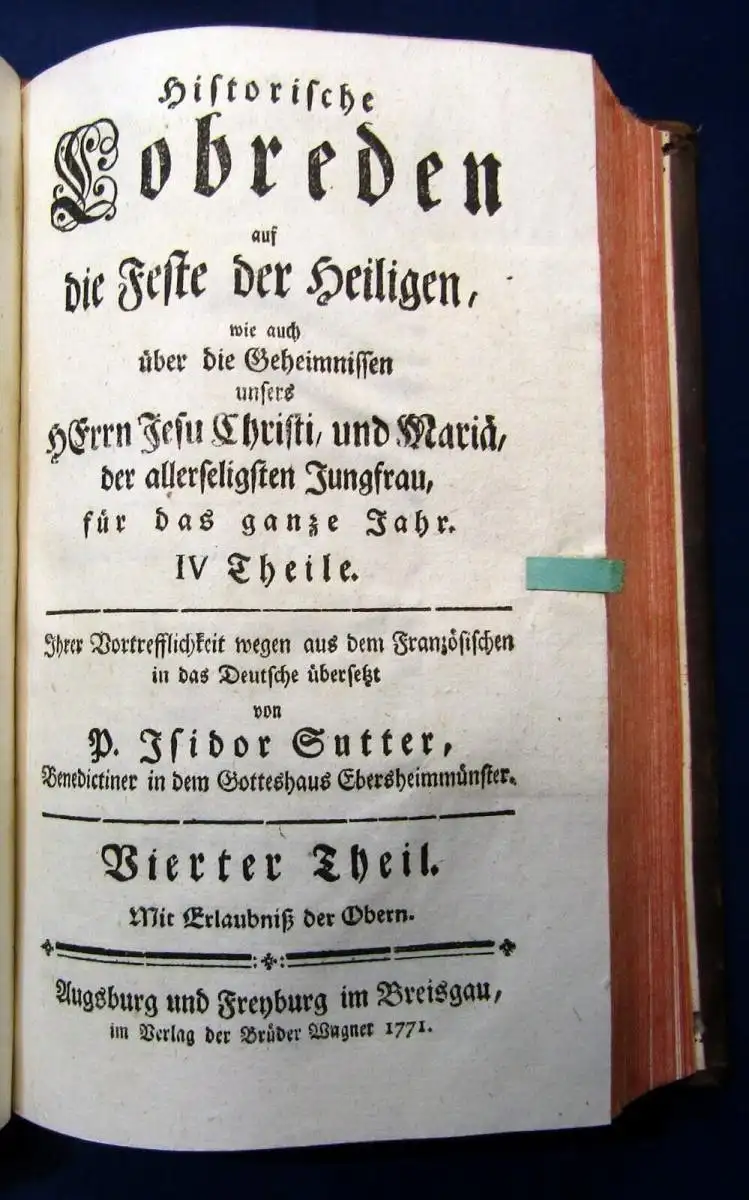 Historische
Lobreden
auf
die Feste der Heiligen,
wie auch
über die Geheimnissen
unsers
HErrn Jesu Christi, und Mariä,
der allerseligsten Jungfrau,
für das ganze Jahr.
IV Theile.
Ihrer Vortrefflichkeit wegen aus dem Französischen
in das Deutsche übersetzt
von
P. Isidor Sutter,
Benedictiner in dem Gotteshaus Ebersheimmünster.
Vierter Theil.
Mit Erlaubniß der Obern.
Augsburg und Freyburg im Breisgau,
im Verlag der Brüder Wagner 1771.